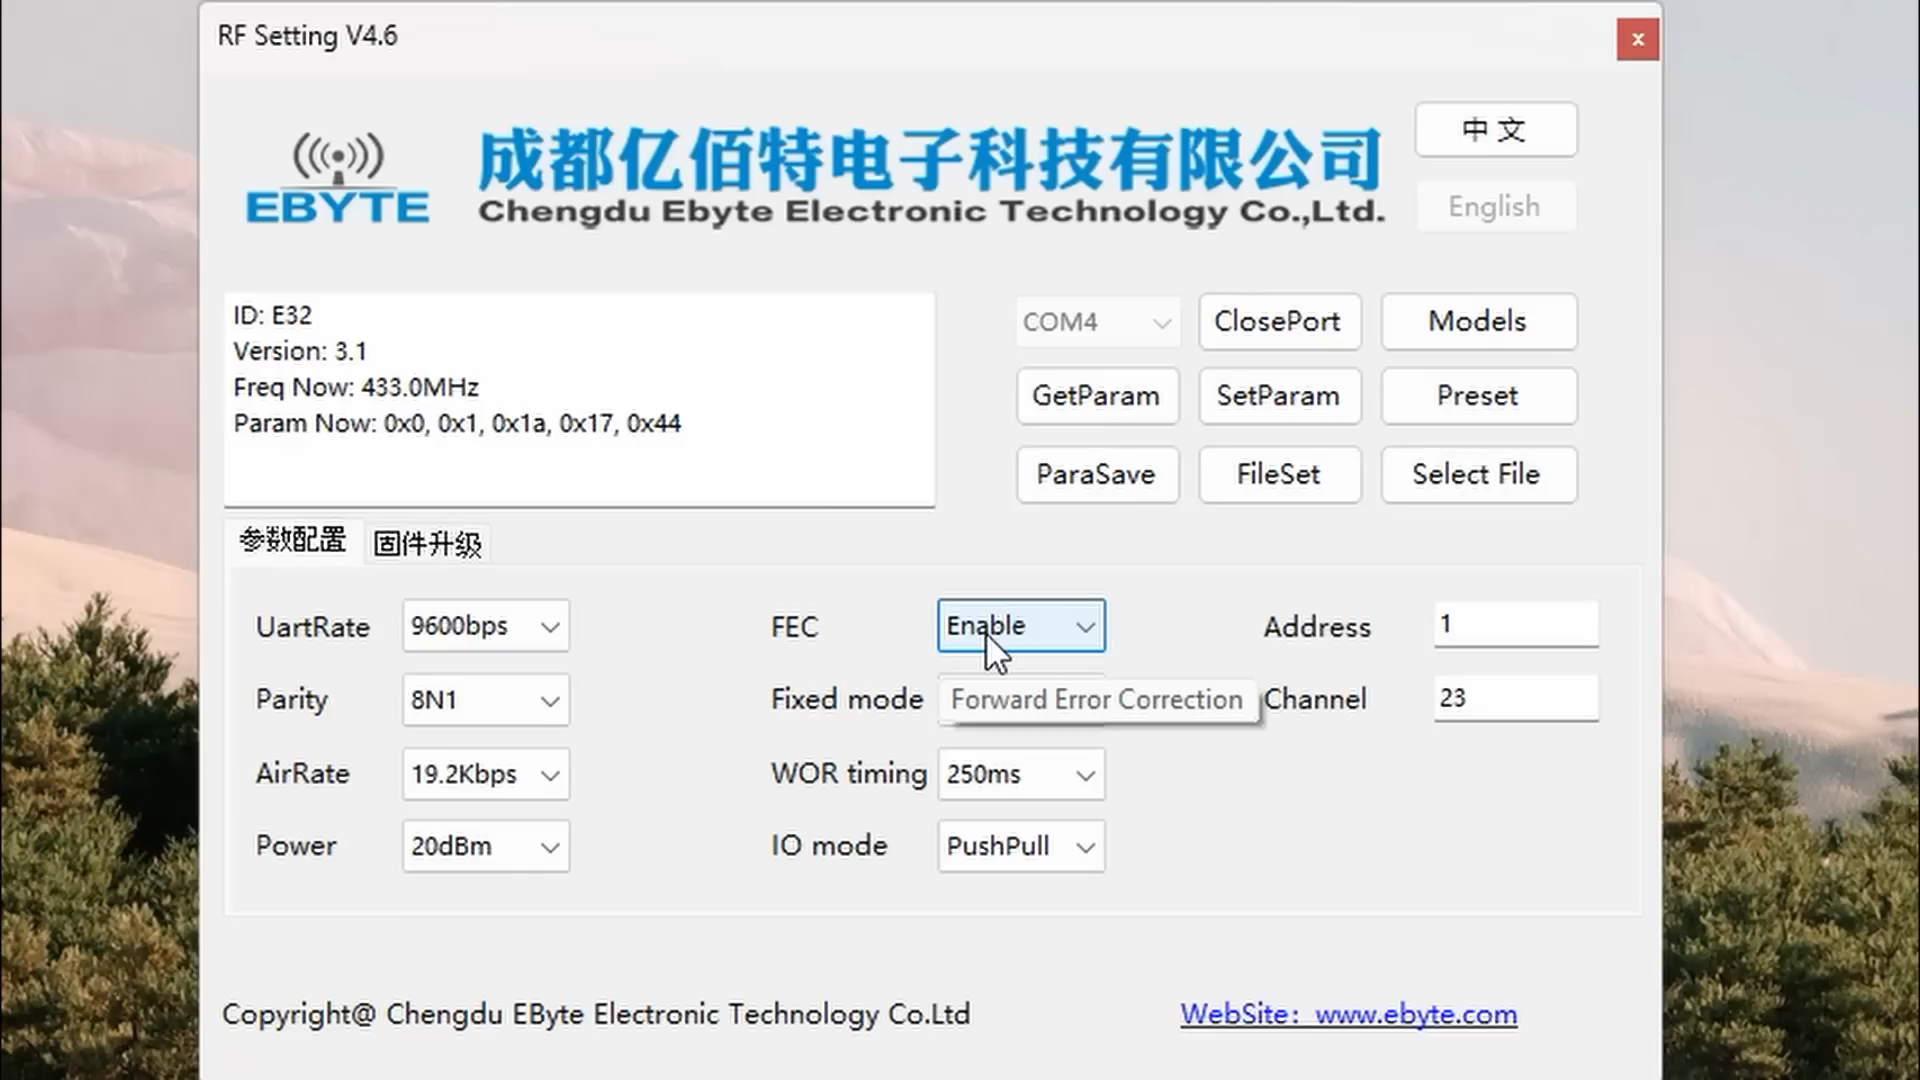 RF Setting V4.6
x
EBYTE
成都亿佰特电子科技有限公司
Chengdu Ebyte Electronic Technology Co.,Ltd.
中 文
English
ID: E32
Version: 3.1
Freq Now: 433.0MHz
Param Now: 0x0, 0x1, 0x1a, 0x17, 0x44
COM4
ClosePort
Models
GetParam
SetParam
Preset
ParaSave
FileSet
Select File
参数配置
固件升级
UartRate 9600bps
FEC Enable
Address 1
Parity 8N1
Fixed mode
Forward Error Correction
Channel 23
AirRate 19.2Kbps
WOR timing 250ms
Power 20dBm
IO mode PushPull
Copyright@ Chengdu EByte Electronic Technology Co.Ltd
WebSite: www.ebyte.com